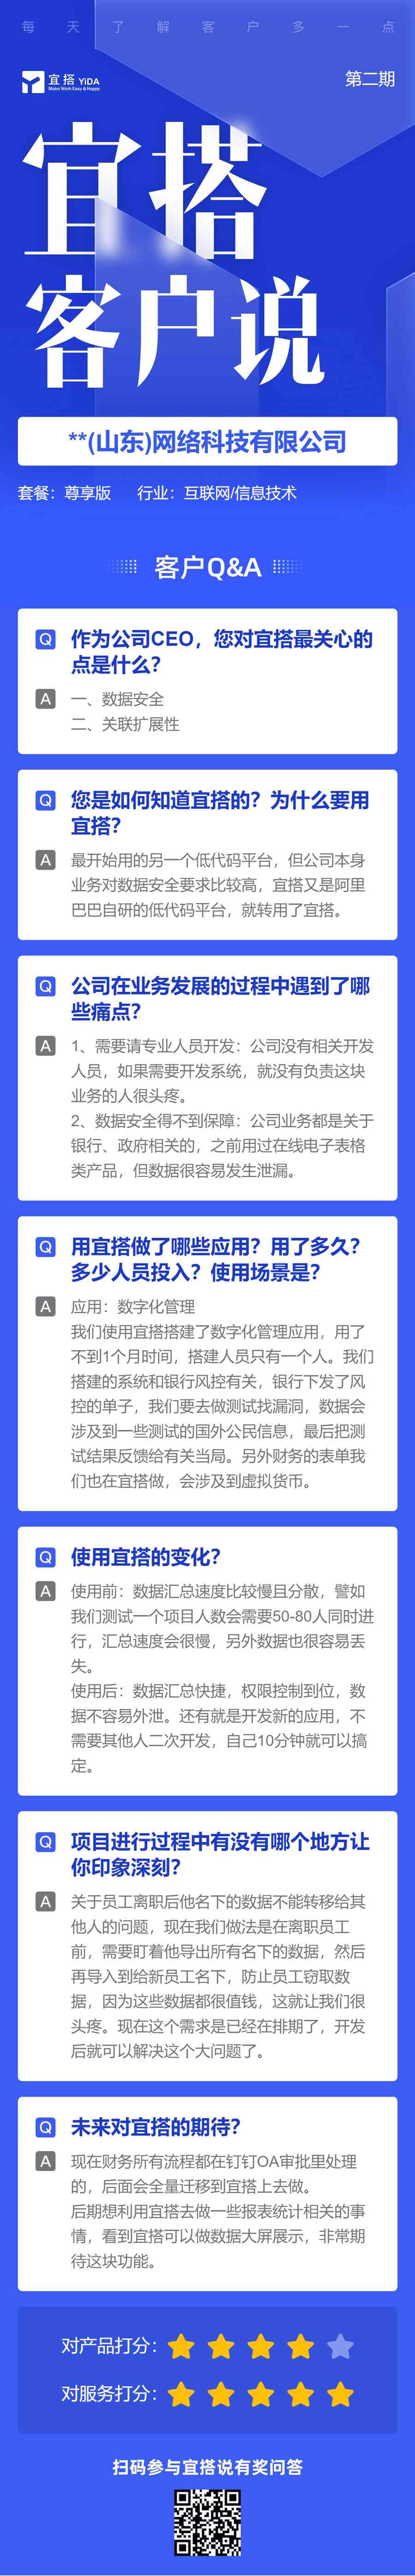 每天了解客户多一点
宜搭 YiDA
Make Work Easy & Happy
第二期
宜搭
客户说
**(山东)网络科技有限公司
套餐：尊享版 行业：互联网/信息技术
客户Q&A
Q 作为公司CEO，您对宜搭最关心的
点是什么？
A 一、数据安全
二、关联扩展性
Q 您是如何知道宜搭的？为什么要用
宜搭？
A 最开始用的另一个低代码平台，但公司本身
业务对数据安全要求比较高，宜搭又是阿里
巴巴自研的低代码平台，就转用了宜搭。
Q 公司在业务发展的过程中遇到了哪
些痛点？
A 1、需要请专业人员开发：公司没有相关开发
人员，如果需要开发系统，就没有负责这块
业务的人很头疼。
2、数据安全得不到保障：公司业务都是关于
银行、政府相关的，之前用过在线电子表格
类产品，但数据很容易发生泄漏。
Q 用宜搭做了哪些应用？用了多久？
多少人员投入？使用场景是？
A 应用：数字化管理
我们使用宜搭搭建了数字化管理应用，用了
不到1个月时间，搭建人员只有一个人。我们
搭建的系统和银行风控有关，银行下发了风
控的单子，我们要去做测试找漏洞，数据会
涉及到一些测试的国外公民信息，最后把测
试结果反馈给有关当局。另外财务的表单我
们也在宜搭做，会涉及到虚拟货币。
Q 使用宜搭的变化？
A 使用前：数据汇总速度比较慢且分散，譬如
我们测试一个项目人数会需要50-80人同时进
行，汇总速度会很慢，另外数据也很容易丢
失。
使用后：数据汇总快捷，权限控制到位，数
据不容易外泄。还有就是开发新的应用，不
需要其他人二次开发，自己10分钟就可以搞
定。
Q 项目进行过程中有没有哪个地方让
你印象深刻？
A 关于员工离职后他名下的数据不能转移给其
他人的问题，现在我们做法是在离职员工
前，需要盯着他导出所有名下的数据，然后
再导入到给新员工名下，防止员工窃取数
据，因为这些数据都很值钱，这就让我们很
头疼。现在这个需求是已经在排期了，开发
后就可以解决这个大问题了。
Q 未来对宜搭的期待？
A 现在财务所有流程都在钉钉OA审批里处理
的，后面会全量迁移到宜搭上去做。
后期想利用宜搭去做一些报表统计相关的事
情，看到宜搭可以做数据大屏展示，非常期
待这块功能。
对产品打分：
对服务打分：
扫码参与宜搭说有奖问答